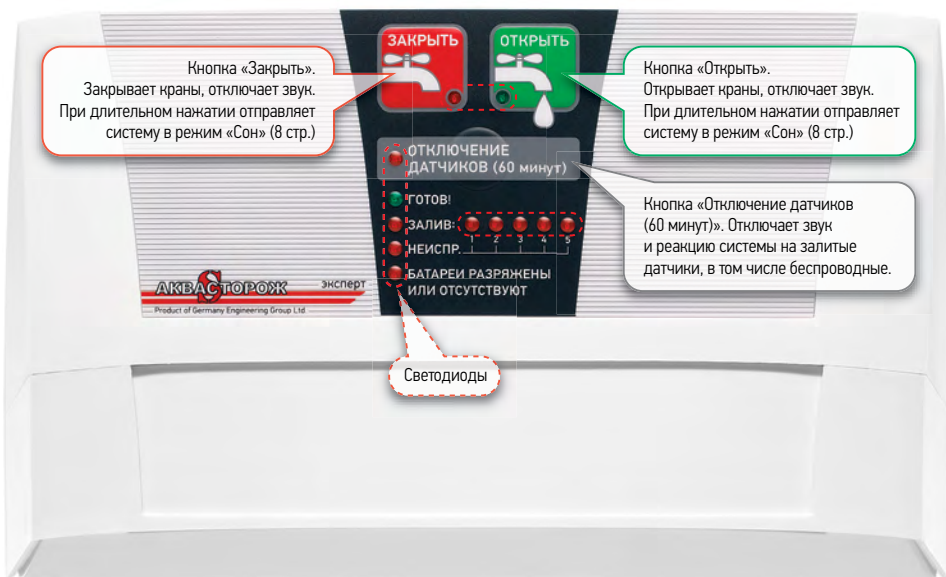 ЗАКРЫТЬ
ОТКРЫТЬ
Кнопка «Закрыть».
Закрывает краны, отключает звук.
При длительном нажатии отправляет
систему в режим «Сон» (8 стр.)
Кнопка «Открыть».
Открывает краны, отключает звук.
При длительном нажатии отправляет
систему в режим «Сон» (8 стр.)
ОТКЛЮЧЕНИЕ
ДАТЧИКОВ (60 минут)
Кнопка «Отключение датчиков
(60 минут)». Отключает звук
и реакцию системы на залитые
датчики, в том числе беспроводные.
ГОТОВ!
ЗАЛИВ:
1 2 3 4 5
НЕИСПР.
БАТАРЕИ РАЗРЯЖЕНЫ
ИЛИ ОТСУТСТВУЮТ
АКВАСТОРОЖ
эксперт
Product of Germany Engineering Group Ltd.
Светодиоды